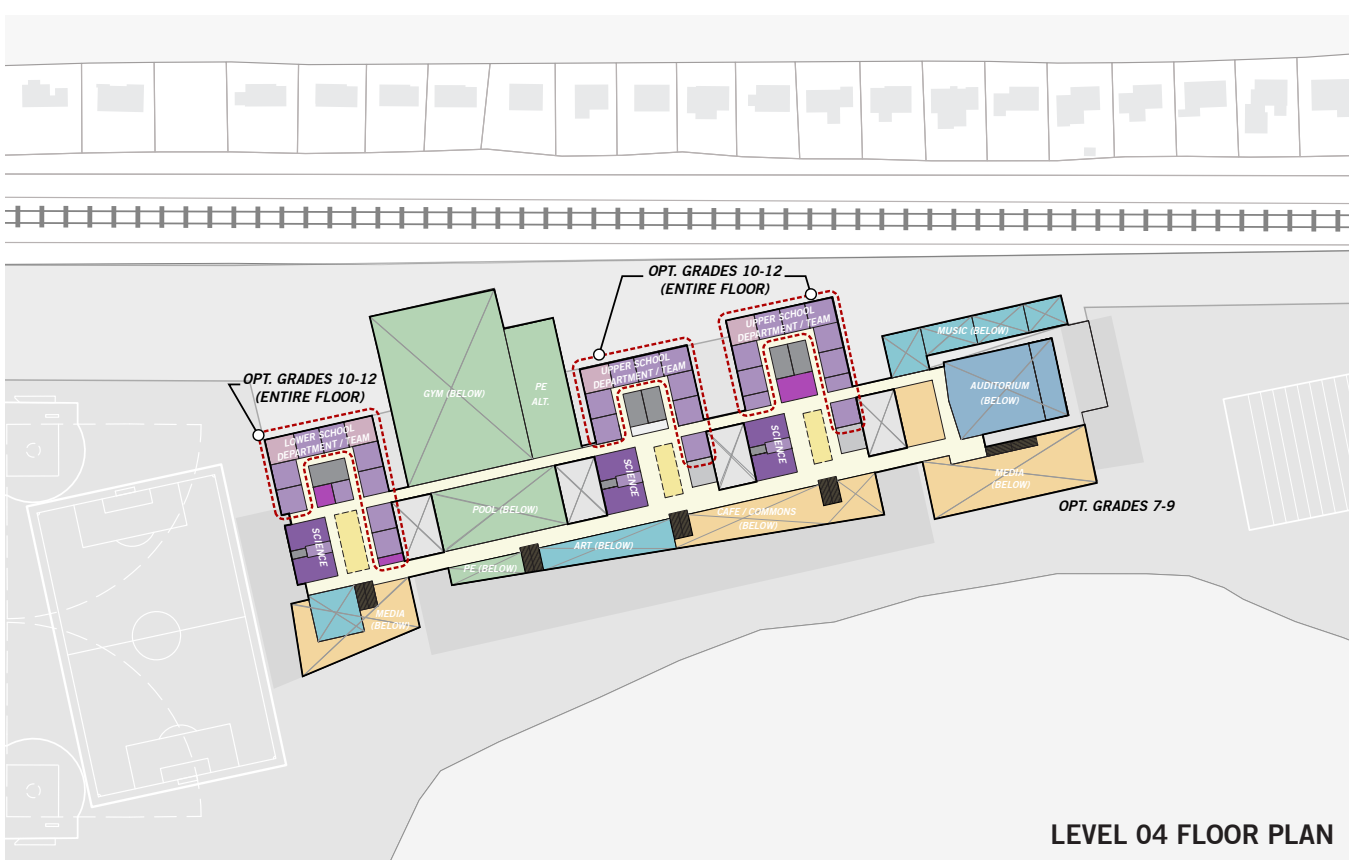 OPT. GRADES 10-12
(ENTIRE FLOOR)
OPT. GRADES 10-12
(ENTIRE FLOOR)
UPPER SCHOOL
DEPARTMENT / TEAM
MUSIC (BELOW)
UPPER SCHOOL
DEPARTMENT / TEAM
GYM (BELOW)
PE
ALT.
AUDITORIUM
(BELOW)
LOWER SCHOOL
DEPARTMENT / TEAM
SCIENCE
SCIENCE
MEDIA
(BELOW)
OPT. GRADES 7-9
POOL (BELOW)
CAFE / COMMONS
(BELOW)
SCIENCE
ART (BELOW)
PE (BELOW)
MEDIA
(BELOW)
LEVEL 04 FLOOR PLAN